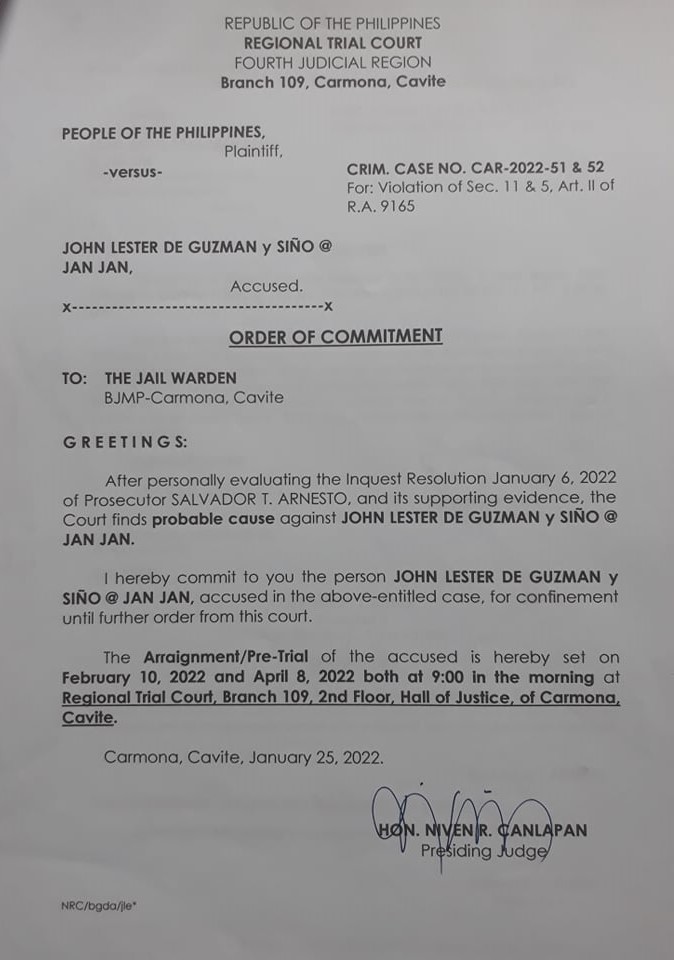 REPUBLIC OF THE PHILIPPINES
REGIONAL TRIAL COURT
FOURTH JUDICIAL REGION
Branch 109, Carmona, Cavite
PEOPLE OF THE PHILIPPINES,
Plaintiff,
-versus-
CRIM. CASE NO. CAR-2022-51 & 52
For: Violation of Sec. 11 & 5, Art. II of
R.A. 9165
JOHN LESTER DE GUZMAN y SIÑO @
JAN JAN,
Accused.
x-------------------------------------x
ORDER OF COMMITMENT
TO: THE JAIL WARDEN
BJMP-Carmona, Cavite
G R E E T I N G S:
After personally evaluating the Inquest Resolution January 6, 2022
of Prosecutor SALVADOR T. ARNESTO, and its supporting evidence, the
Court finds probable cause against JOHN LESTER DE GUZMAN y SIÑO @
JAN JAN.
I hereby commit to you the person JOHN LESTER DE GUZMAN y
SIÑO @ JAN JAN, accused in the above-entitled case, for confinement
until further order from this court.
The Arraignment/Pre-Trial of the accused is hereby set on
February 10, 2022 and April 8, 2022 both at 9:00 in the morning at
Regional Trial Court, Branch 109, 2nd Floor, Hall of Justice, of Carmona,
Cavite.
Carmona, Cavite, January 25, 2022.
HON. NIVEN R. CANLAPAN
Presiding Judge
NRC/bgda/jle*